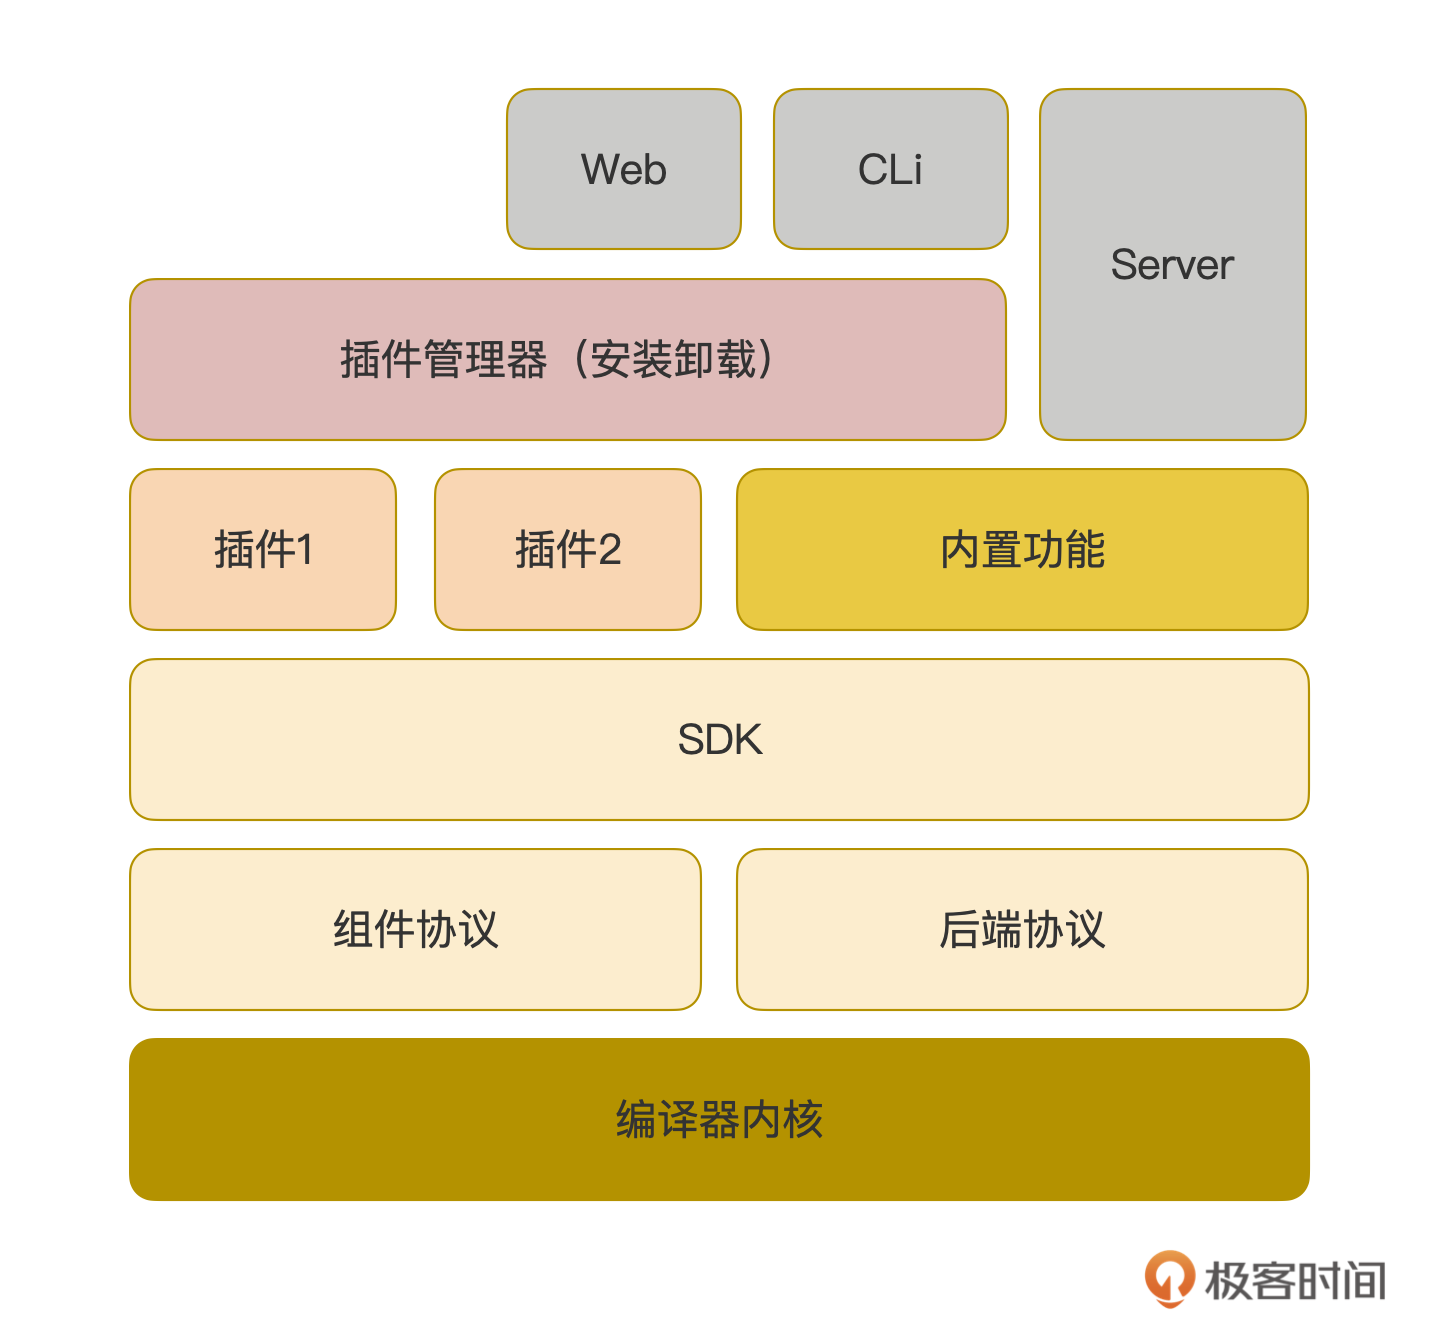 Web
CLi
Server
插件管理器（安装卸载）
插件1
插件2
内置功能
SDK
组件协议
后端协议
编译器内核
极客时间